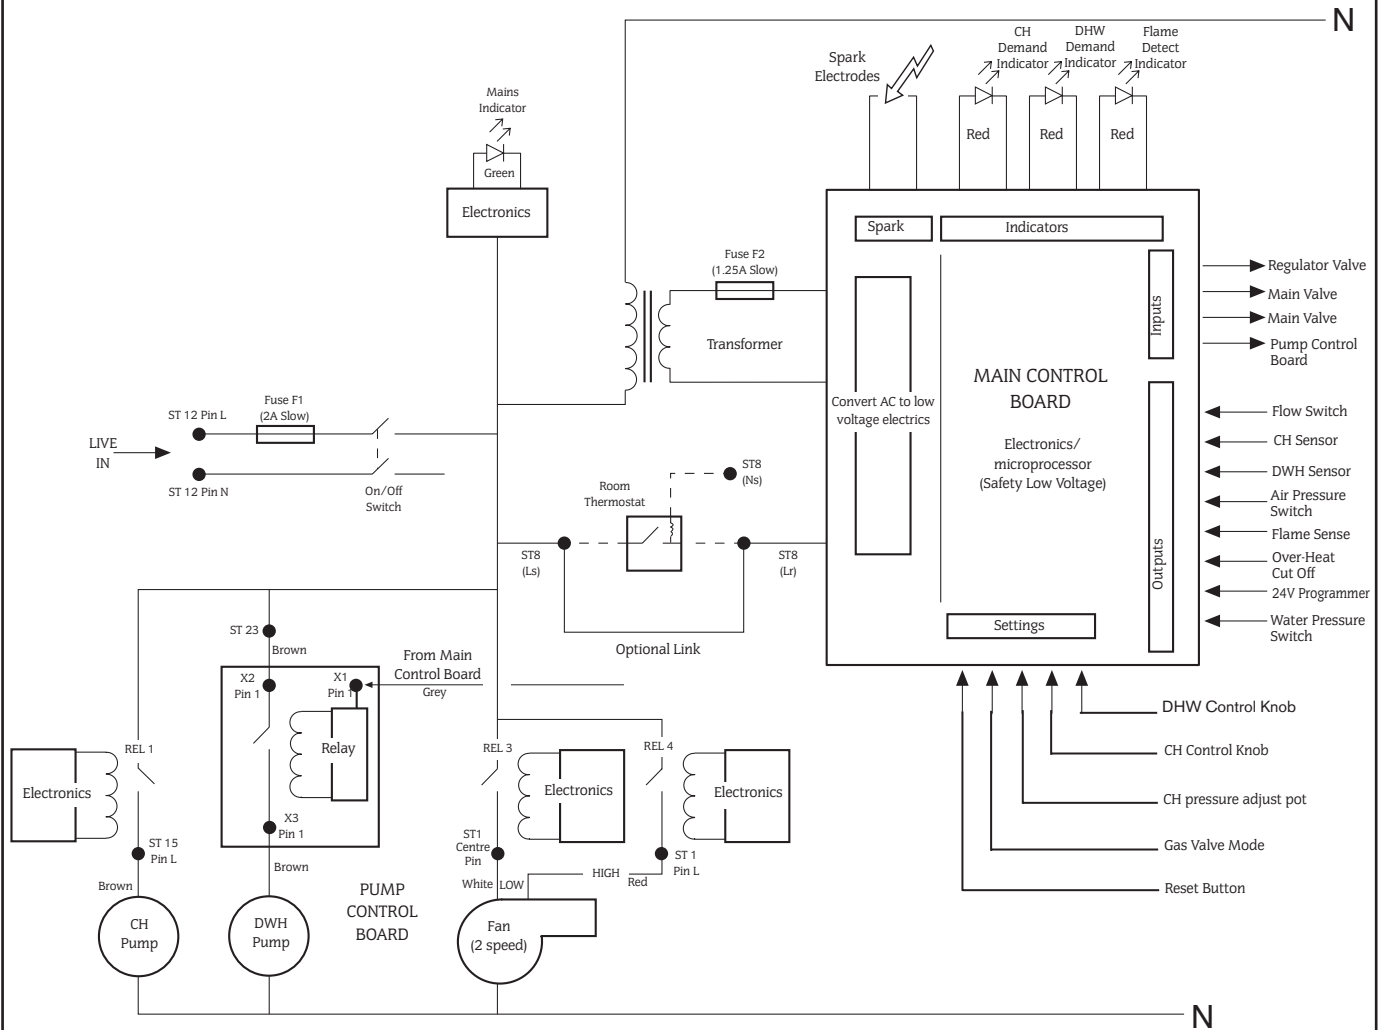 N
CH
Demand
Indicator
DHW
Demand
Indicator
Flame
Detect
Indicator
Spark
Electrodes
Red
Red
Red
Mains
Indicator
Green
Electronics
Spark
Indicators
Fuse F2
(1.25A Slow)
Transformer
Inputs
Regulator Valve
Main Valve
Main Valve
Pump Control
Board
MAIN CONTROL
BOARD
Convert AC to low
voltage electrics
Electronics/
microprocessor
(Safety Low Voltage)
Fuse F1
(2A Slow)
ST 12 Pin L
LIVE
IN
ST 12 Pin N
On/Off
Switch
Flow Switch
CH Sensor
DWH Sensor
Air Pressure
Switch
Flame Sense
Over-Heat
Cut Off
24V Programmer
Water Pressure
Switch
Outputs
ST8
(Ns)
Room
Thermostat
ST8
(Ls)
ST8
(Lr)
Optional Link
Settings
ST 23
Brown
From Main
Control Board
Grey
X2
Pin 1
X1
Pin 1
Relay
REL 1
Electronics
X3
Pin 1
ST 15
Pin L
Brown
Brown
CH
Pump
DWH
Pump
PUMP
CONTROL
BOARD
REL 3
Electronics
REL 4
Electronics
ST1
Centre
Pin
ST 1
Pin L
White
LOW
HIGH
Red
Fan
(2 speed)
DHW Control Knob
CH Control Knob
CH pressure adjust pot
Gas Valve Mode
Reset Button
N